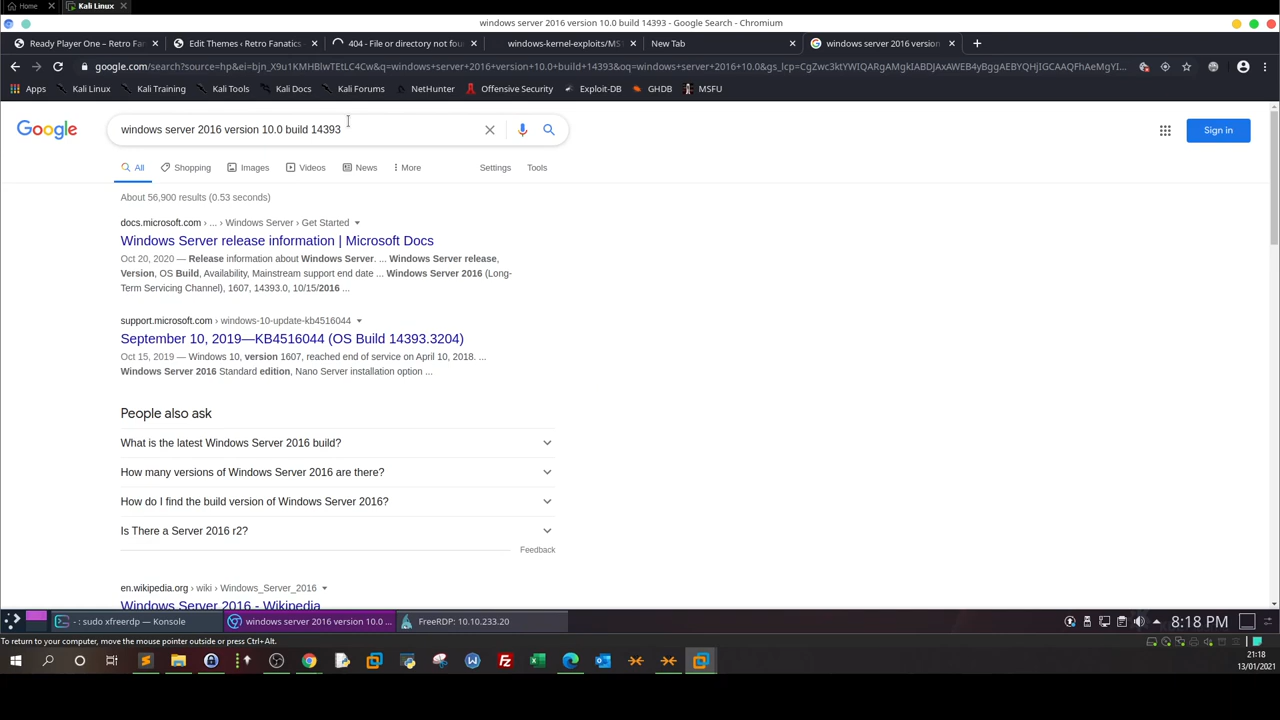 Home
Kali Linux
windows server 2016 version 10.0 build 14393 - Google Search - Chromium
Ready Player One – Retro Fan
Edit Themes ‹ Retro Fanatics
404 - File or directory not fou
windows-kernel-exploits/MS
New Tab
windows server 2016 version
google.com/search?source=hp&ei=bjn_X9u1KMHBlwTEtLC4Cw&q=windows+server+2016+version+10.0+build+14393&oq=windows+server+2016+10.0&gs_lcp=CgZwc3ktYWIQARgAMgkIABDJAxAWEB4yBggAEBYQHjIGCAAQFhAeMgYI...
Apps
Kali Linux
Kali Training
Kali Tools
Kali Docs
Kali Forums
NetHunter
Offensive Security
Exploit-DB
GHDB
MSFU
windows server 2016 version 10.0 build 14393
Sign in
All
Shopping
Images
Videos
News
More
Settings
Tools
About 56,900 results (0.53 seconds)
docs.microsoft.com › ... › Windows Server › Get Started
Windows Server release information | Microsoft Docs
Oct 20, 2020 — Release information about Windows Server. ... Windows Server release,
Version, OS Build, Availability, Mainstream support end date ... Windows Server 2016 (Long-
Term Servicing Channel), 1607, 14393.0, 10/15/2016 ...
support.microsoft.com › windows-10-update-kb4516044
September 10, 2019—KB4516044 (OS Build 14393.3204)
Oct 15, 2019 — Windows 10, version 1607, reached end of service on April 10, 2018. ...
Windows Server 2016 Standard edition, Nano Server installation option ...
People also ask
What is the latest Windows Server 2016 build?
How many versions of Windows Server 2016 are there?
How do I find the build version of Windows Server 2016?
Is There a Server 2016 r2?
Feedback
en.wikipedia.org › wiki › Windows_Server_2016
Windows Server 2016 - Wikipedia
- : sudo xfreerdp — Konsole
windows server 2016 version 10.0 ...
FreeRDP: 10.10.233.20
8:18 PM
To return to your computer, move the mouse pointer outside or press Ctrl+Alt.
21:18
13/01/2021